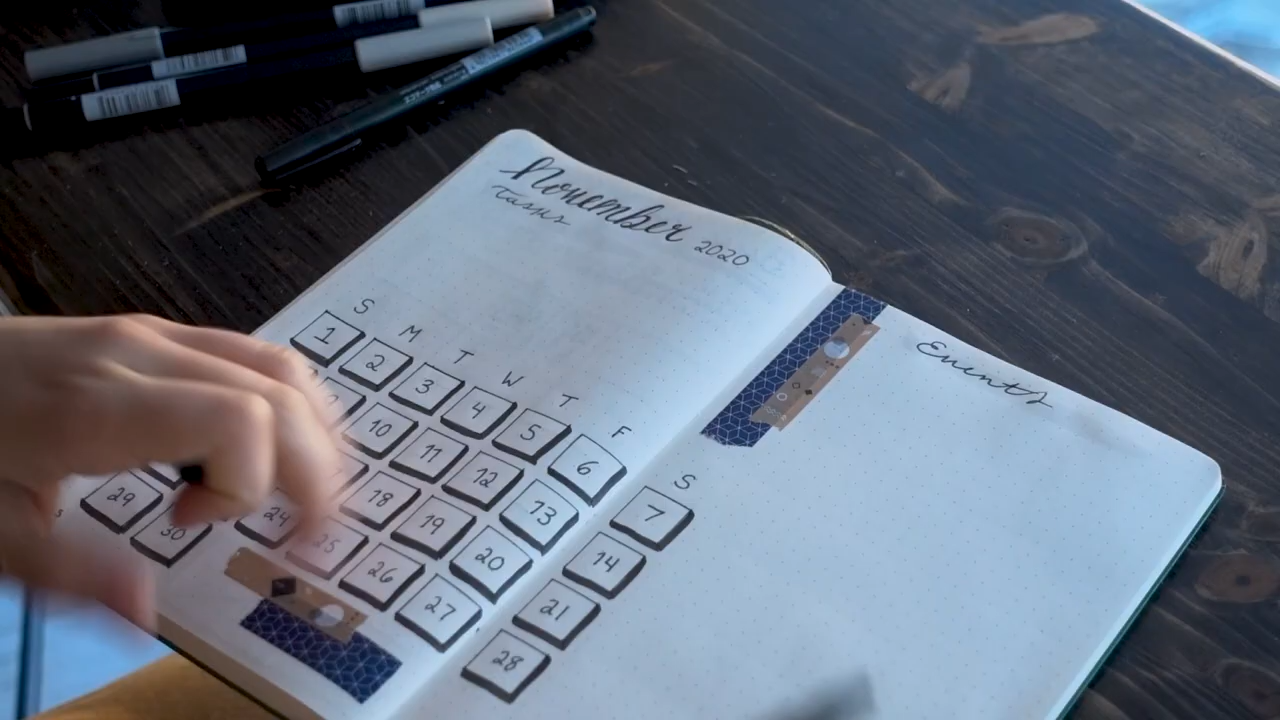 November 2020
Tasks
S M T W T F S
1 2 3 4 5 6 7
10 11 12 13 14
18 19 20 21
24 25 26 27 28
29 30
Events